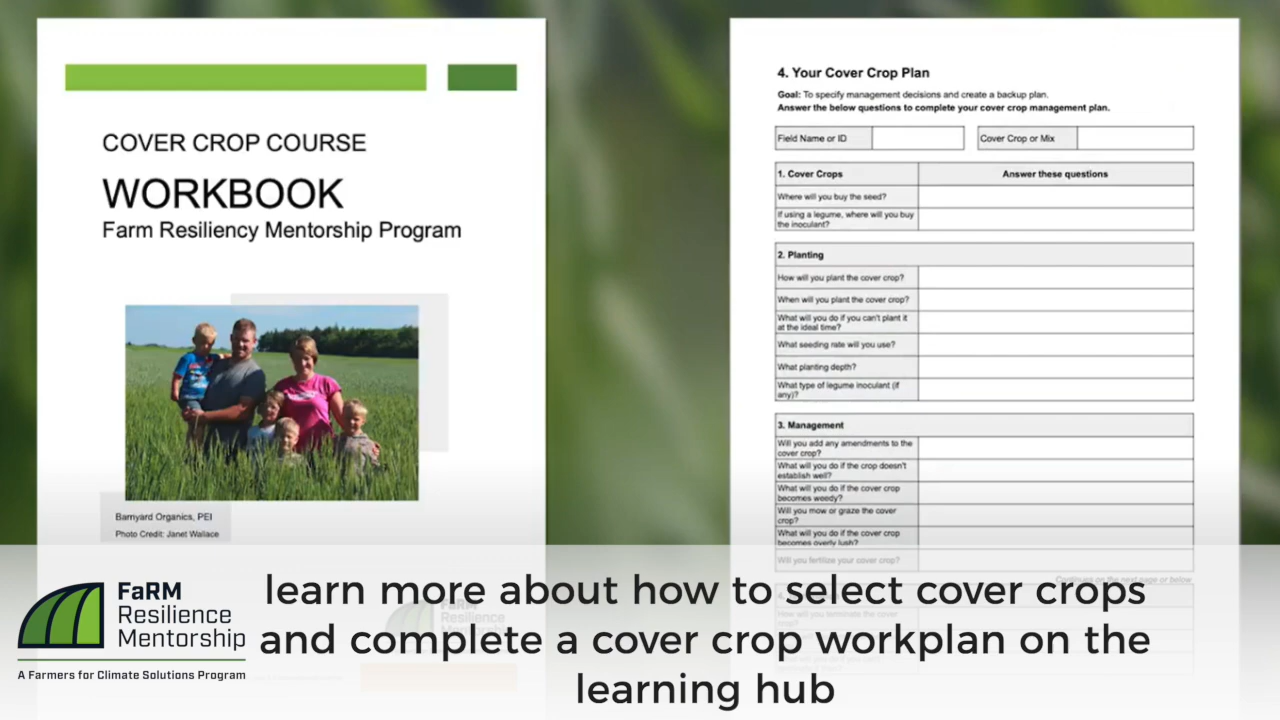 COVER CROP COURSE
WORKBOOK
Farm Resiliency Mentorship Program
Barnyard Organics, PEI
Photo Credit: Janet Wallace
4. Your Cover Crop Plan
Goal: To specify management decisions and create a backup plan.
Answer the below questions to complete your cover crop management plan.
Field Name or ID
Cover Crop or Mix
1. Cover Crops
Answer these questions
Where will you buy the seed?
If using a legume, where will you buy
the inoculant?
2. Planting
How will you plant the cover crop?
When will you plant the cover crop?
What will you do if you can't plant it
at the ideal time?
What seeding rate will you use?
What planting depth?
What type of legume inoculant (if
any)?
3. Management
Will you add any amendments to the
cover crop?
What will you do if the crop doesn't
establish well?
What will you do if the cover crop
becomes weedy?
Will you mow or graze the cover
crop?
What will you do if the cover crop
becomes overly lush?
Will you fertilize your cover crop?
Continues on the next page or below
FaRM
Resilience
Mentorship
A Farmers for Climate Solutions Program
learn more about how to select cover crops
and complete a cover crop workplan on the
learning hub